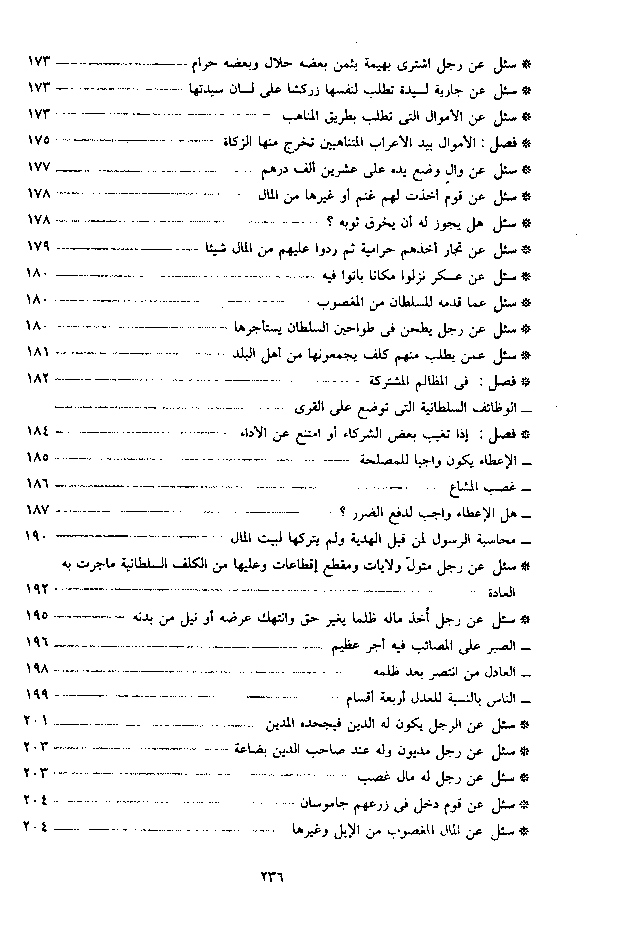 * سئل عن رجل اشترى بهيمة بثمن بعضه حلال وبعضه حرام ١٧٣
* سئل عن جارية لسيدة تطلب لنفسها زركشا على لسان سيدتها ١٧٣
* سئل عن الأموال التى تطلب بطريق المناهب ١٧٣
* فصل : الأموال بيد الأعراب المتناهبين تخرج منها الزكاة ١٧٥
* سئل عن وال وضع يده على عشرين ألف درهم ١٧٧
* سئل عن قوم أخذت لهم غنم أو غيرها من المال ١٧٨
* سئل هل يجوز له أن يخرق ثوبه ؟ ١٧٨
* سئل عن تجار أخذهم حرامية ثم ردوا عليهم من المال شيئا ١٧٩
* سئل عن عسكر نزلوا مكانا باتوا فيه ١٨٠
* سئل عما قدمه للسلطان من المغصوب ١٨٠
* سئل عن رجل يطحن فى طواحين السلطان يستأجرها ١٨٠
* سئل عمن يطلب منهم كلف يجمعونها من أهل البلد ١٨١
* فصل : فى المظالم المشتركة ١٨٢
ـ الوظائف السلطانية التى توضع على القرى
* فصل : إذا تغيب بعض الشركاء أو امتنع عن الأداء ١٨٤
ـ الإعطاء يكون واجبا للمصلحة ١٨٥
ـ غصب المشاع ١٨٦
ـ هل الإعطاء واجب لدفع الضرر ؟ ١٨٧
ـ محاسبة الرسول لمن قبل الهدية ولم يتركها لبيت المال ١٩٠
* سئل عن رجل متول ولايات ومقطع إقطاعات وعليها من الكلف السلطانية ماجرت به
العادة ١٩٢
* سئل عن رجل أُخذ ماله ظلما بغير حق وانتهك عرضه أو نيل من بدنه ١٩٥
ـ الصبر على المصائب فيه أجر عظيم ١٩٦
ـ العادل من انتصر بعد ظلمه ١٩٨
ـ الناس بالنسبة للعدل أربعة أقسام ١٩٩
* سئل عن الرجل يكون له الدين فيجحده المدين ٢٠١
* سئل عن رجل مديون وله عند صاحب الدين بضاعة ٢٠٣
* سئل عن رجل له مال غصب ٢٠٣
* سئل عن قوم دخل فى زرعهم جاموسان ٢٠٤
* سئل عن المال المغصوب من الإبل وغيرها ٢٠٤
٢٣٦